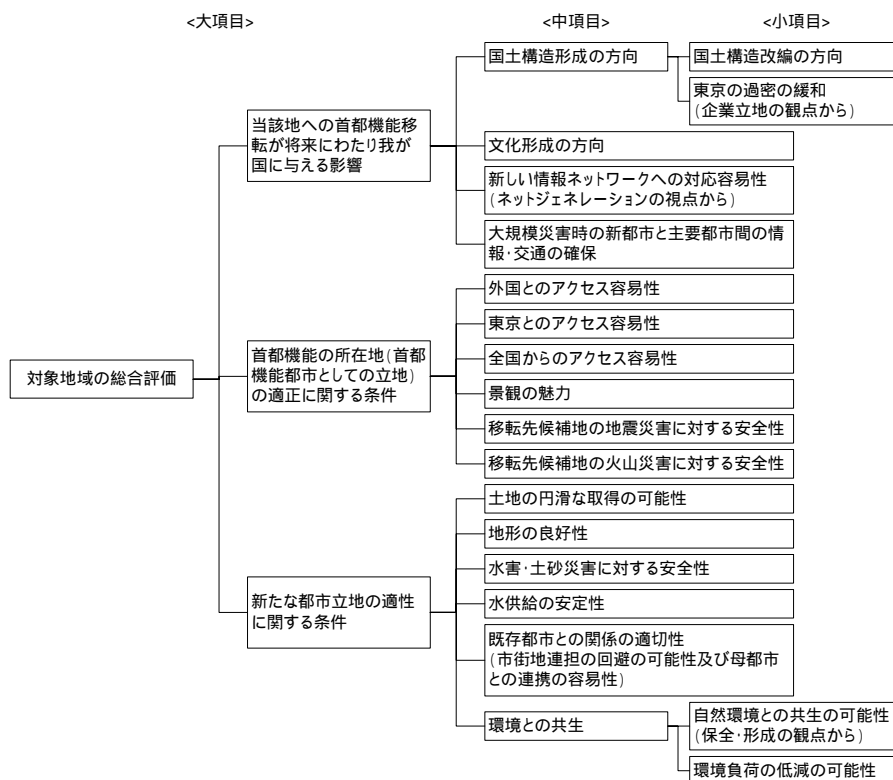 <大項目>
<中項目>
<小項目>
対象地域の総合評価
当該地への首都機能移
転が将来にわたり我が
国に与える影響
国土構造形成の方向
国土構造改編の方向
東京の過密の緩和
(企業立地の観点から)
文化形成の方向
新しい情報ネットワークへの対応容易性
(ネットジェネレーションの視点から)
大規模災害時の新都市と主要都市間の情
報・交通の確保
首都機能の所在地(首都
機能都市としての立地)
の適正に関する条件
外国とのアクセス容易性
東京とのアクセス容易性
全国からのアクセス容易性
景観の魅力
移転先候補地の地震災害に対する安全性
移転先候補地の火山災害に対する安全性
新たな都市立地の適性
に関する条件
土地の円滑な取得の可能性
地形の良好性
水害・土砂災害に対する安全性
水供給の安定性
既存都市との関係の適切性
(市街地連担の回避の可能性及び母都市
との連携の容易性)
環境との共生
自然環境との共生の可能性
(保全・形成の観点から)
環境負荷の低減の可能性